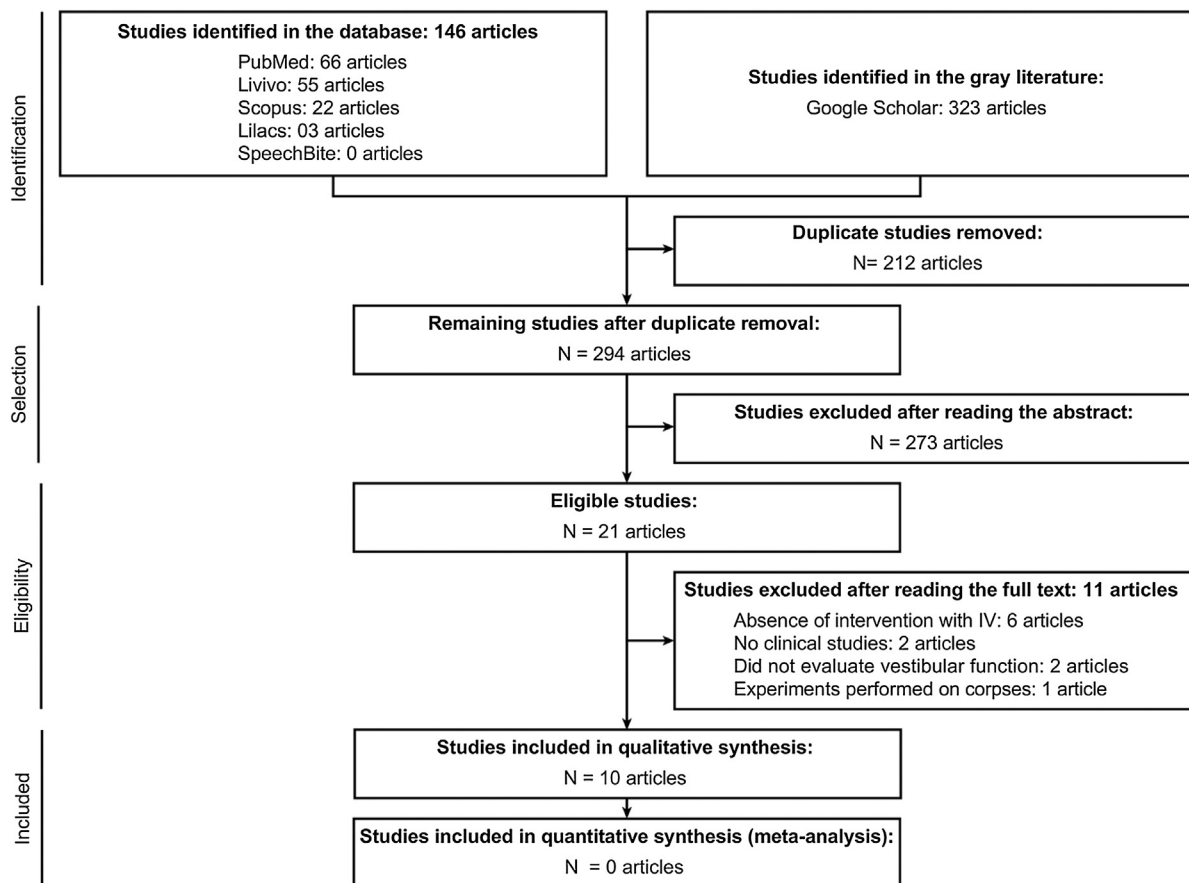 Identification
Studies identified in the database: 146 articles
PubMed: 66 articles
Livivo: 55 articles
Scopus: 22 articles
Lilacs: 03 articles
SpeechBite: 0 articles
Studies identified in the gray literature:
Google Scholar: 323 articles
Duplicate studies removed:
N= 212 articles
Selection
Remaining studies after duplicate removal:
N = 294 articles
Studies excluded after reading the abstract:
N = 273 articles
Eligibility
Eligible studies:
N = 21 articles
Studies excluded after reading the full text: 11 articles
Absence of intervention with IV: 6 articles
No clinical studies: 2 articles
Did not evaluate vestibular function: 2 articles
Experiments performed on corpses: 1 article
Included
Studies included in qualitative synthesis:
N = 10 articles
Studies included in quantitative synthesis (meta-analysis):
N = 0 articles